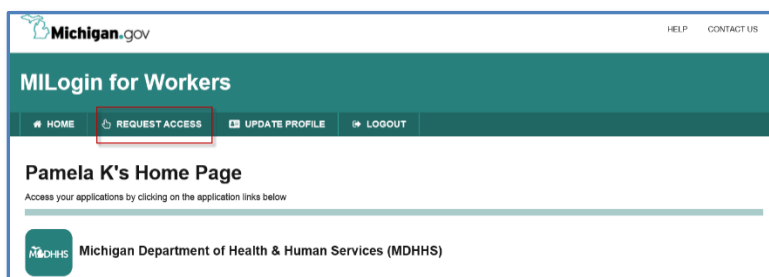 Michigan.gov
HELP CONTACT US
MILogin for Workers
HOME REQUEST ACCESS UPDATE PROFILE LOGOUT
Pamela K's Home Page
Access your applications by clicking on the application links below
MDHHS Michigan Department of Health & Human Services (MDHHS)